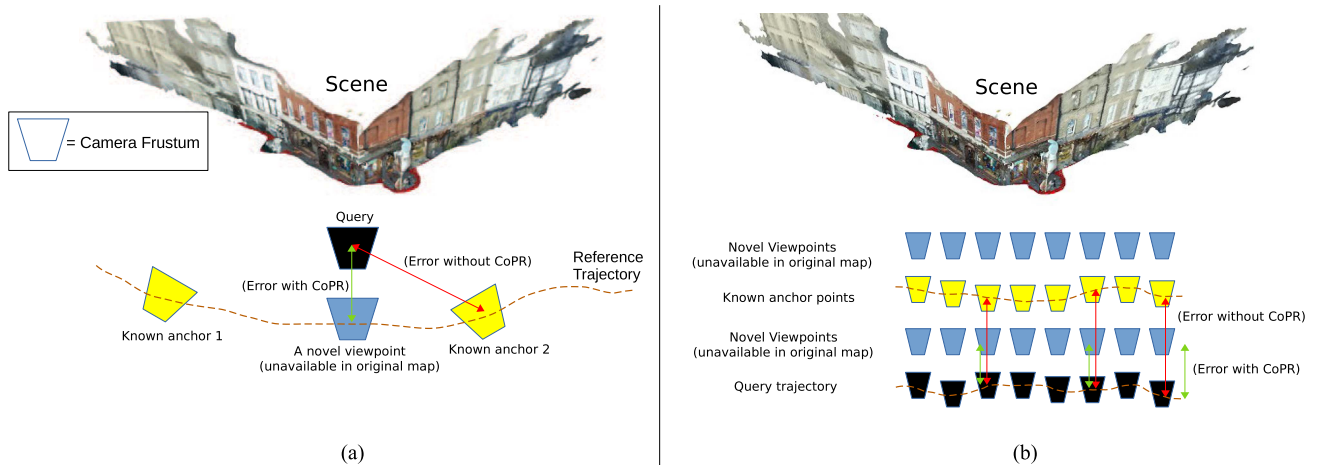 Scene
= Camera Frustum
Query
(Error without CoPR)
Reference
Trajectory
(Error with CoPR)
Known anchor 1
A novel viewpoint
(unavailable in original map)
Known anchor 2
(a)
Scene
Novel Viewpoints
(unavailable in original map)
Known anchor points
(Error without CoPR)
Novel Viewpoints
(unavailable in original map)
(Error with CoPR)
Query trajectory
(b)